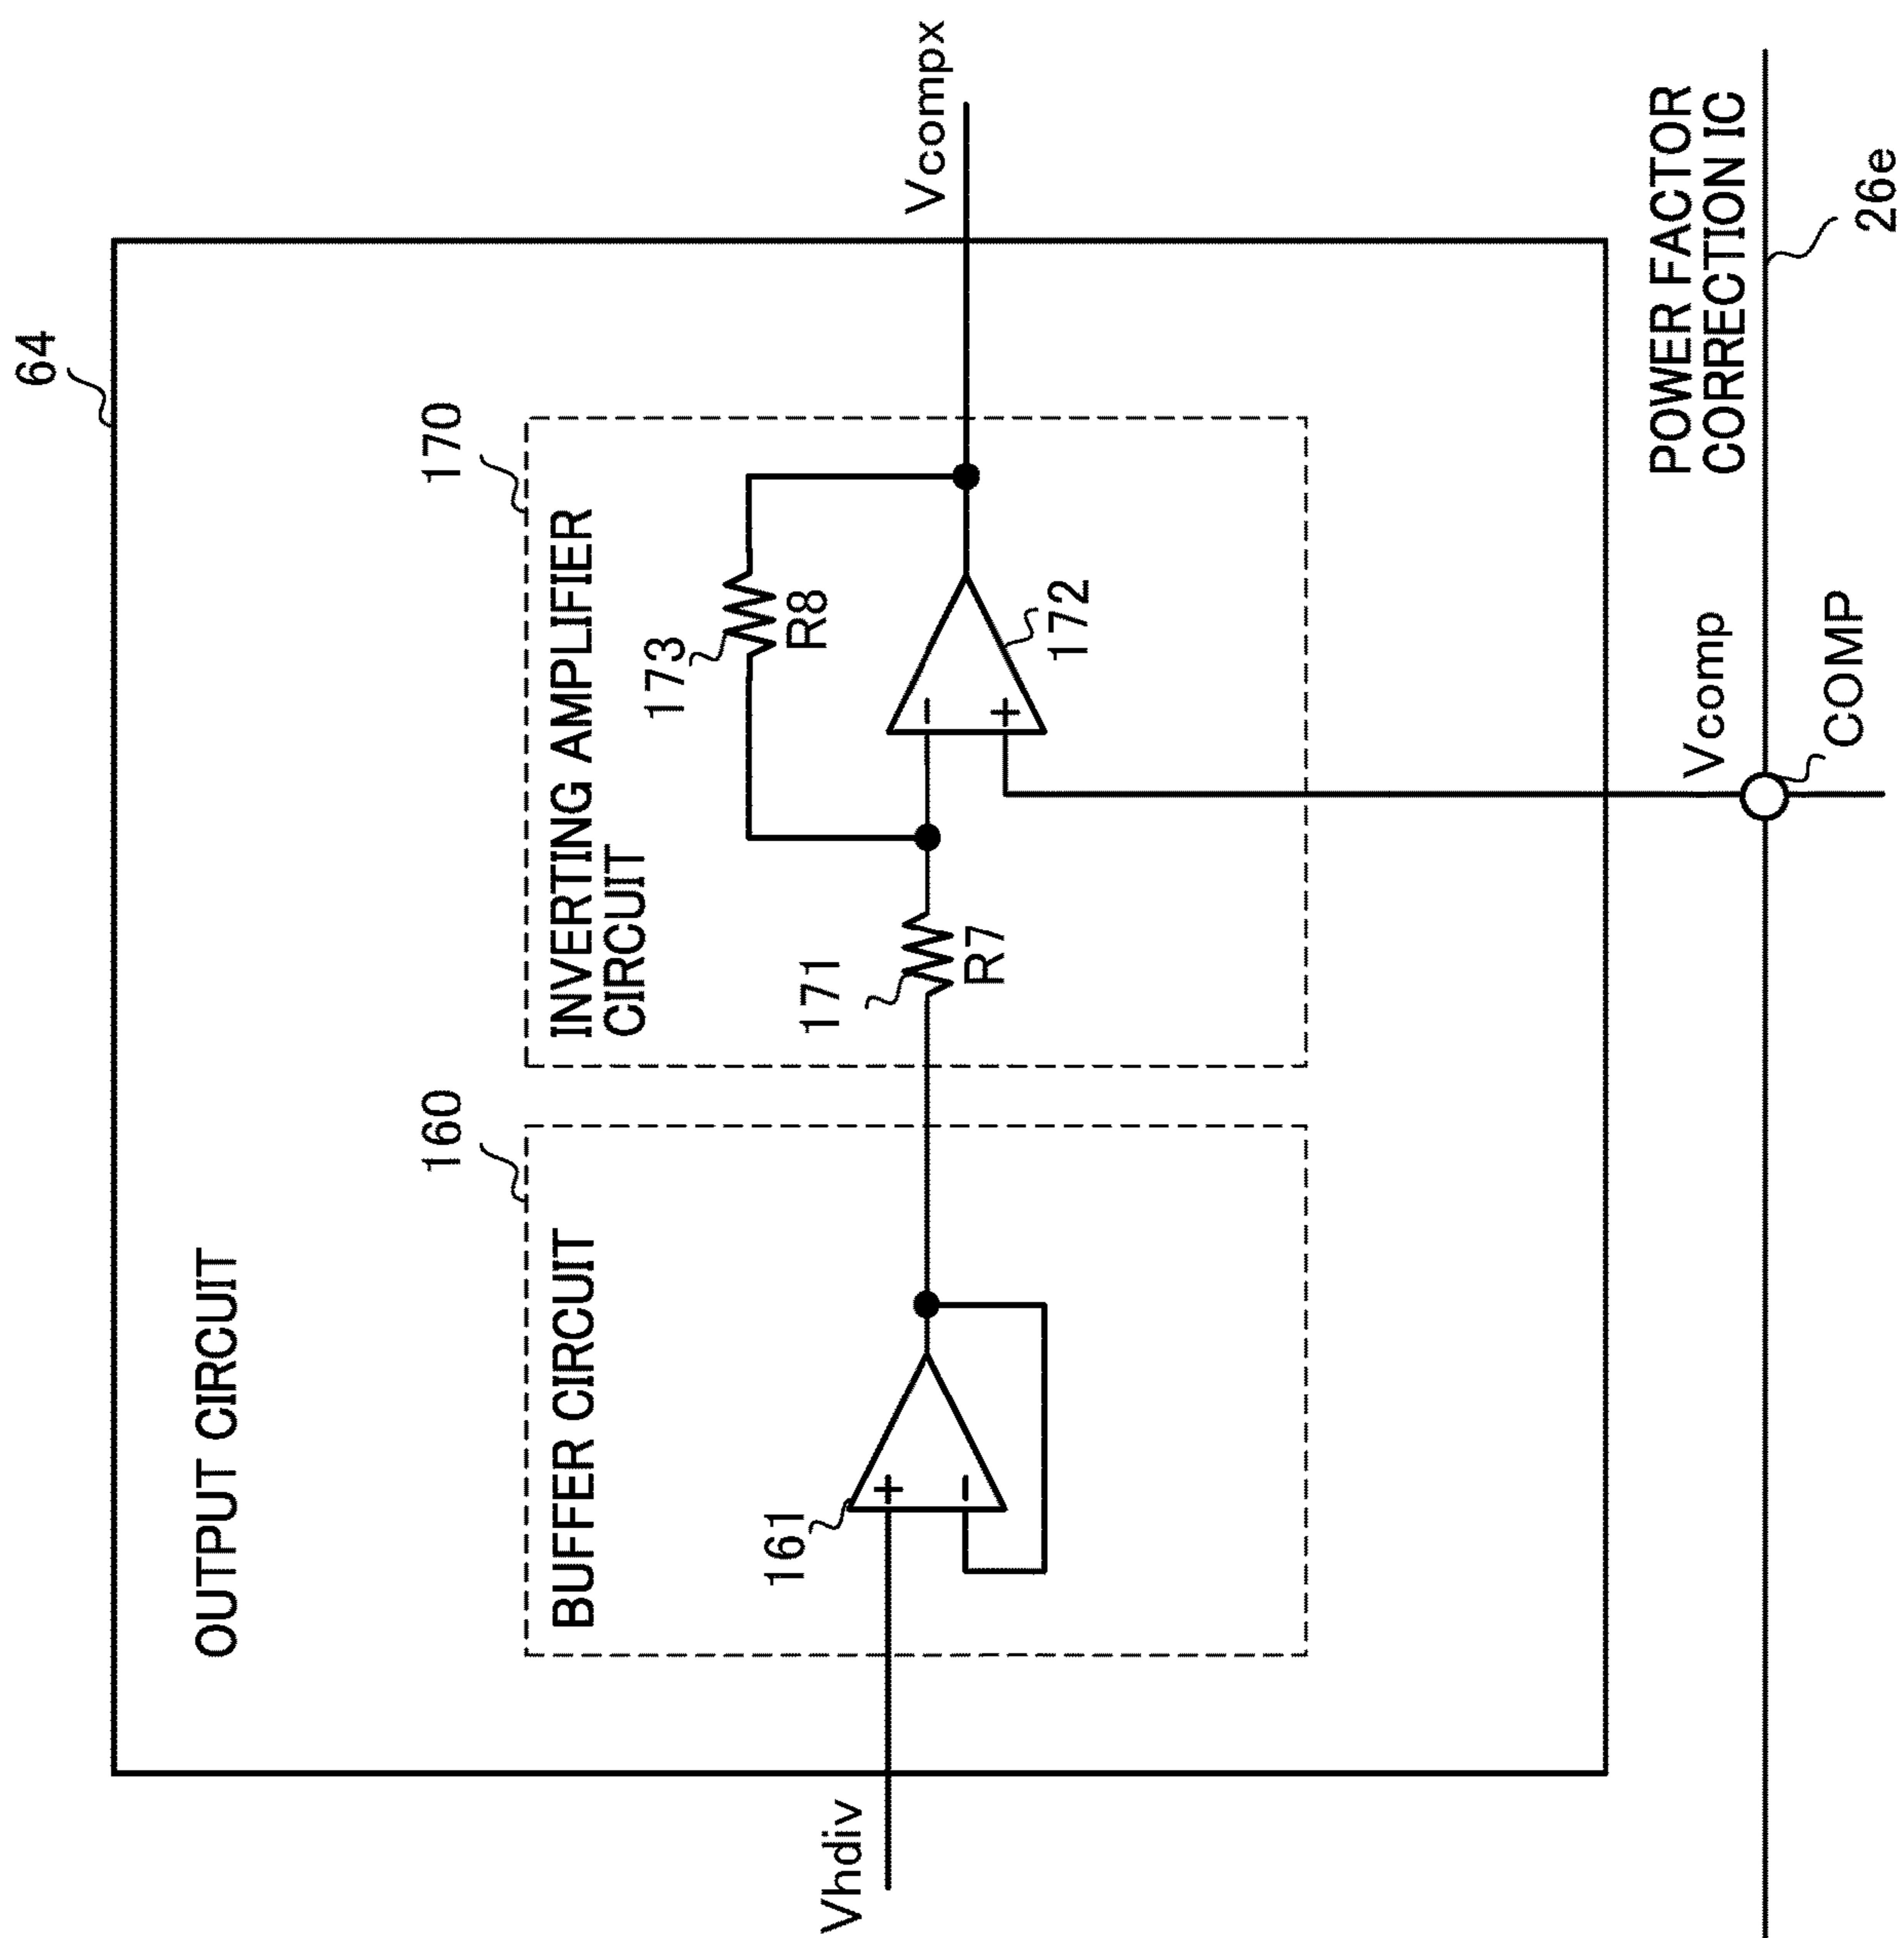 64
OUTPUT CIRCUIT
160
170
BUFFER CIRCUIT
INVERTING AMPLIFIER
CIRCUIT
173
R8
161
171
R7
172
+
-
-
+
Vhdiv
Vcompx
Vcomp
COMP
POWER FACTOR
CORRECTION IC
26e